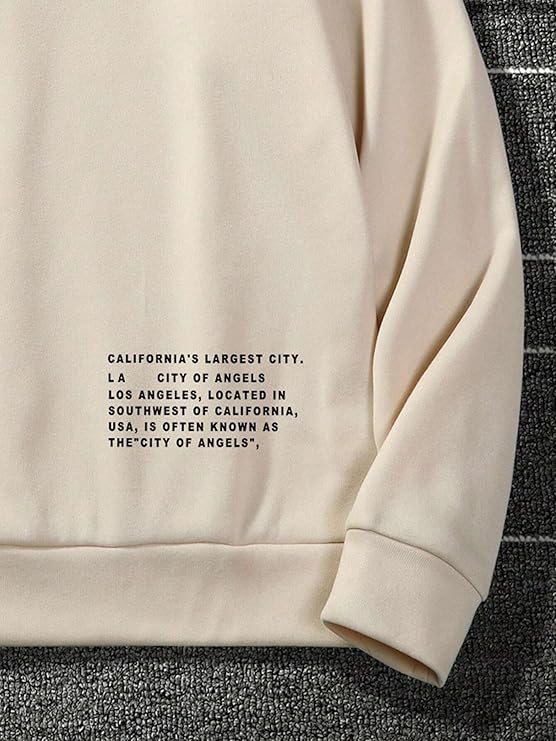 CALIFORNIA'S LARGEST CITY.
LA CITY OF ANGELS
LOS ANGELES, LOCATED IN
SOUTHWEST OF CALIFORNIA,
USA, IS OFTEN KNOWN AS
THE"CITY OF ANGELS",